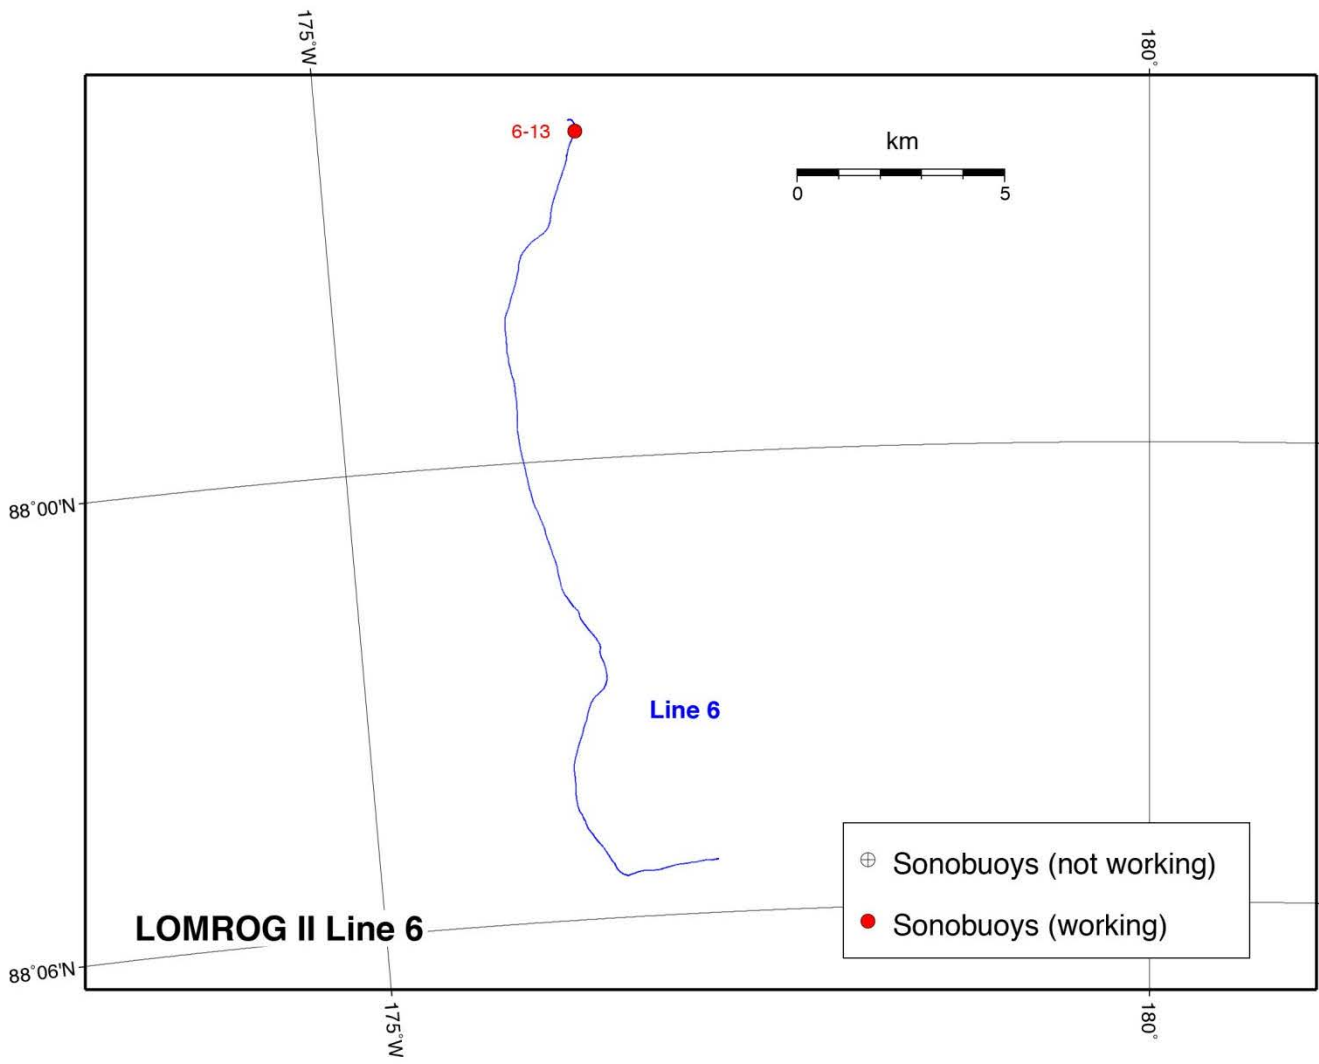 175°W
180°
6-13
km
0
5
88°00'N
Line 6
Sonobuoys (not working)
Sonobuoys (working)
LOMROG II Line 6
88°06'N
175°W
180°